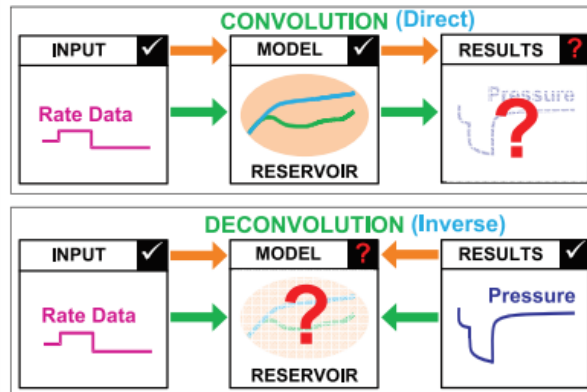 CONVOLUTION (Direct)
INPUT
MODEL
RESULTS ?
Rate Data
Pressure
?
RESERVOIR
DECONVOLUTION (Inverse)
INPUT
MODEL ?
RESULTS
Rate Data
?
Pressure
RESERVOIR